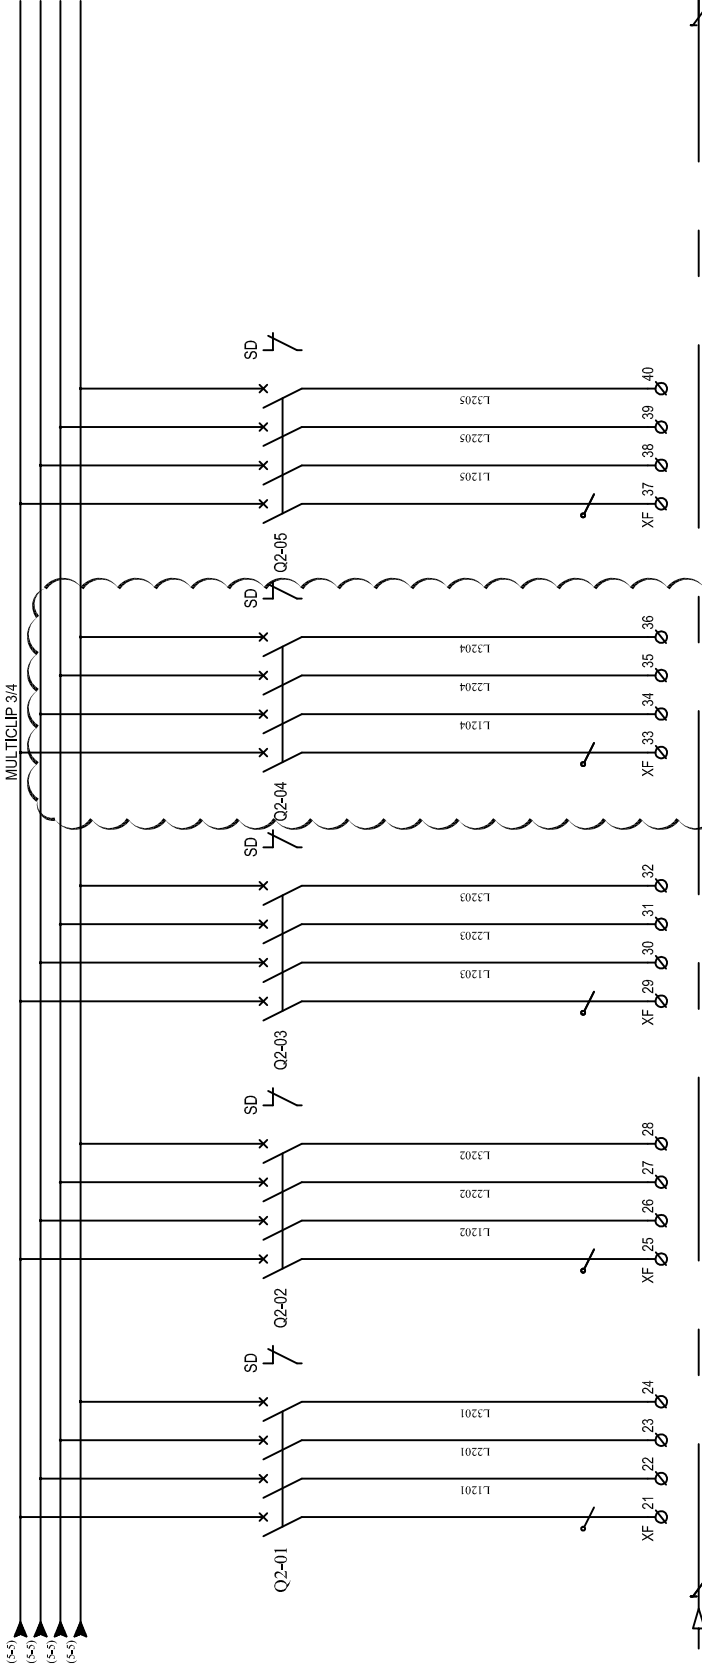 MULTICLIP 3/4
(5-5)
(5-5)
(5-5)
(5-5)
Q2-01
SD
L1201
L2201
L3201
XF 21 22 23 24
Q2-02
SD
L1202
L2202
L3202
XF 25 26 27 28
Q2-03
SD
L1203
L2203
L3203
XF 29 30 31 32
Q2-04
SD
L1204
L2204
L3204
XF 33 34 35 36
Q2-05
SD
L1205
L2205
L3205
XF 37 38 39 40